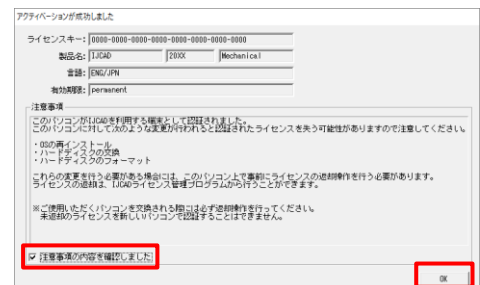 アクティベーションが成功しました
ライセンスキー: 0000-0000-0000-0000-0000-0000-0000-0000
製品名: IJCAD 20XX Mechanical
言語: ENG/JPN
有効期限: permanent
注意事項
このパソコンがIJCADを利用する端末として認証されました。
このパソコンに対して次のような変更が行われると認証されたライセンスを失う可能性がありますので注意してください。
・OSの再インストール
・ハードディスクの交換
・ハードディスクのフォーマット
これらの変更を行う必要がある場合には、このパソコン上で事前にライセンスの返却操作を行う必要があります。
ライセンスの返却は、IJCADライセンス管理プログラムから行うことができます。
※ご使用いただくパソコンを交換される際には必ず返却操作を行ってください。
未返却のライセンスを新しいパソコンで認証することはできません。
注意事項の内容を確認しました
OK